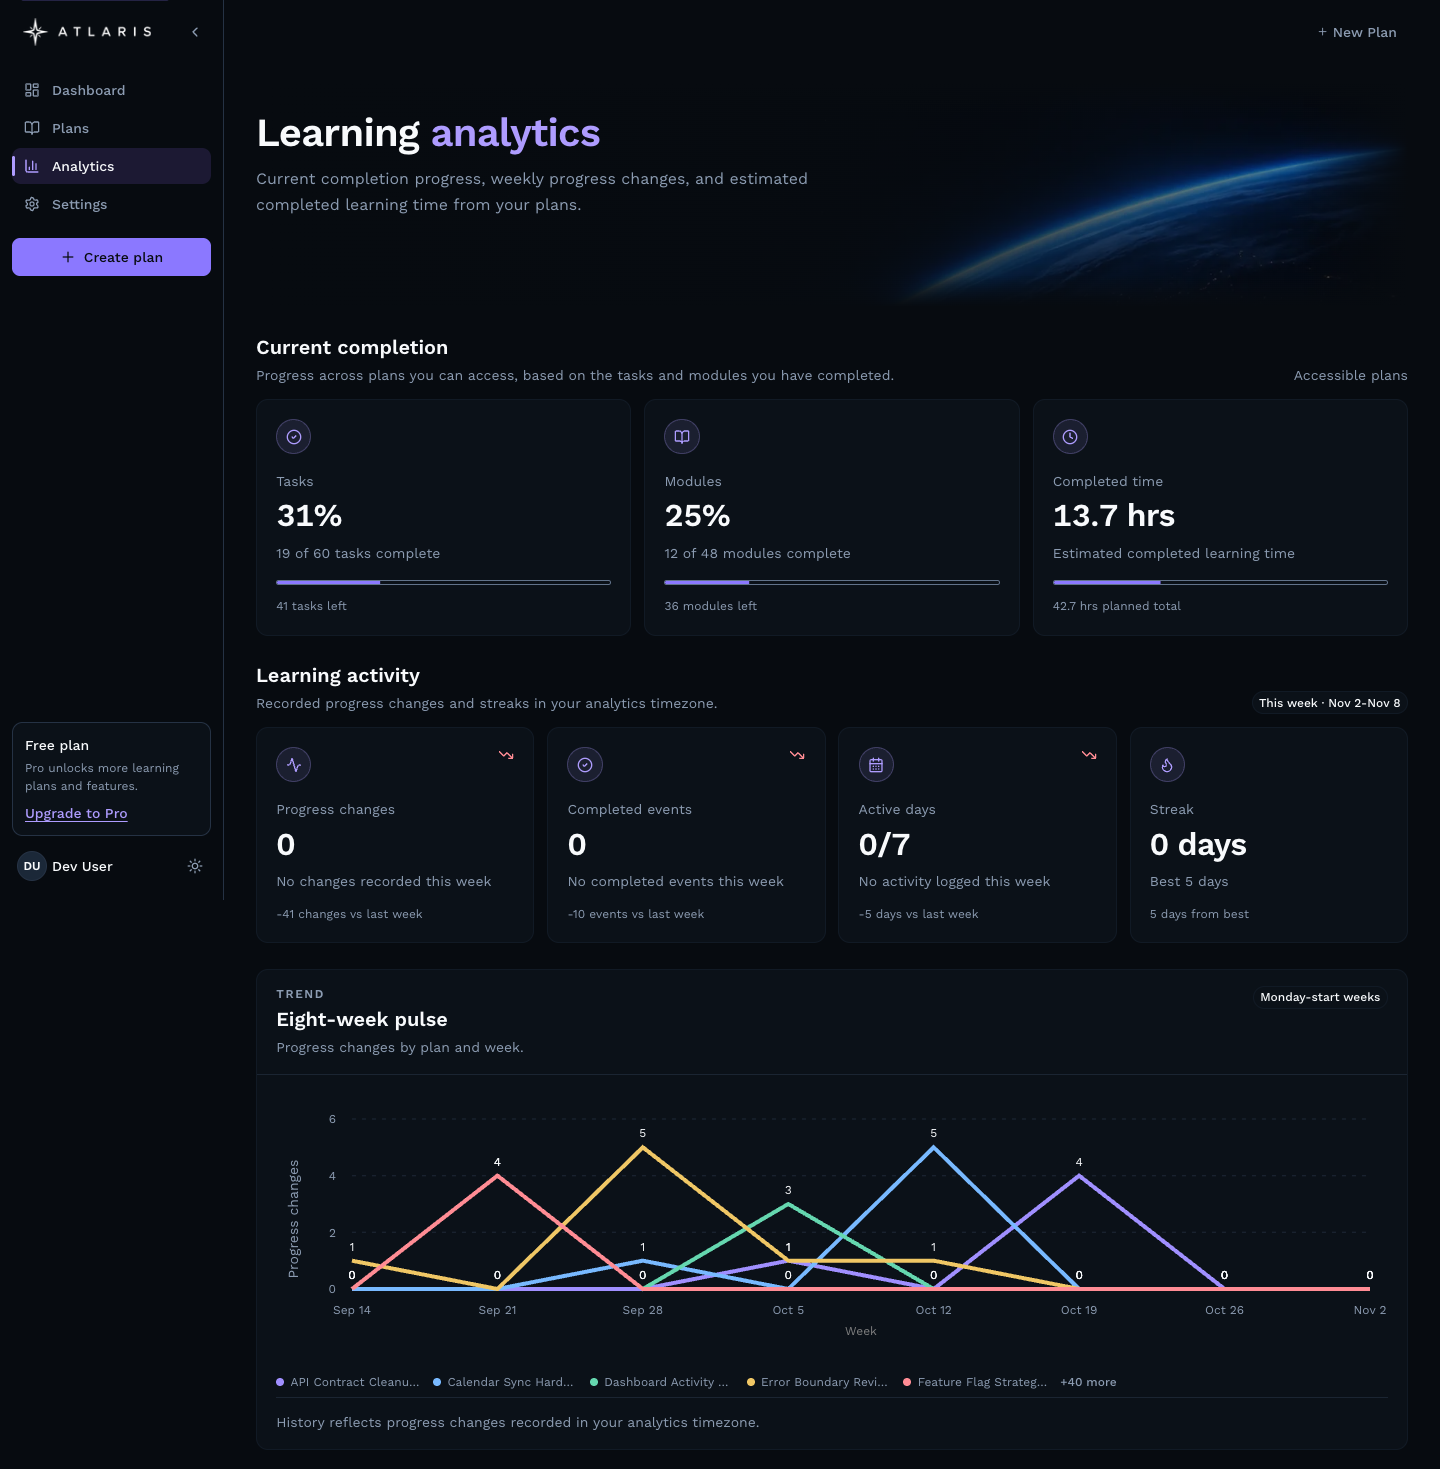 ATLARIS
+ New Plan
Dashboard
Plans
Analytics
Settings
+ Create plan
Learning analytics
Current completion progress, weekly progress changes, and estimated
completed learning time from your plans.
Current completion
Progress across plans you can access, based on the tasks and modules you have completed.
Accessible plans
Tasks
31%
19 of 60 tasks complete
41 tasks left
Modules
25%
12 of 48 modules complete
36 modules left
Completed time
13.7 hrs
Estimated completed learning time
42.7 hrs planned total
Learning activity
Recorded progress changes and streaks in your analytics timezone.
This week · Nov 2-Nov 8
Progress changes
0
No changes recorded this week
-41 changes vs last week
Completed events
0
No completed events this week
-10 events vs last week
Active days
0/7
No activity logged this week
-5 days vs last week
Streak
0 days
Best 5 days
5 days from best
Free plan
Pro unlocks more learning
plans and features.
Upgrade to Pro
DU Dev User
TREND
Eight-week pulse
Progress changes by plan and week.
Monday-start weeks
Progress changes
6
4
2
0
1
0
4
0
5
1
0
3
1
0
5
1
0
4
0
0
0
Sep 14
Sep 21
Sep 28
Oct 5
Oct 12
Oct 19
Oct 26
Nov 2
Week
API Contract Cleanu...
Calendar Sync Hard...
Dashboard Activity ...
Error Boundary Revi...
Feature Flag Strateg...
+40 more
History reflects progress changes recorded in your analytics timezone.